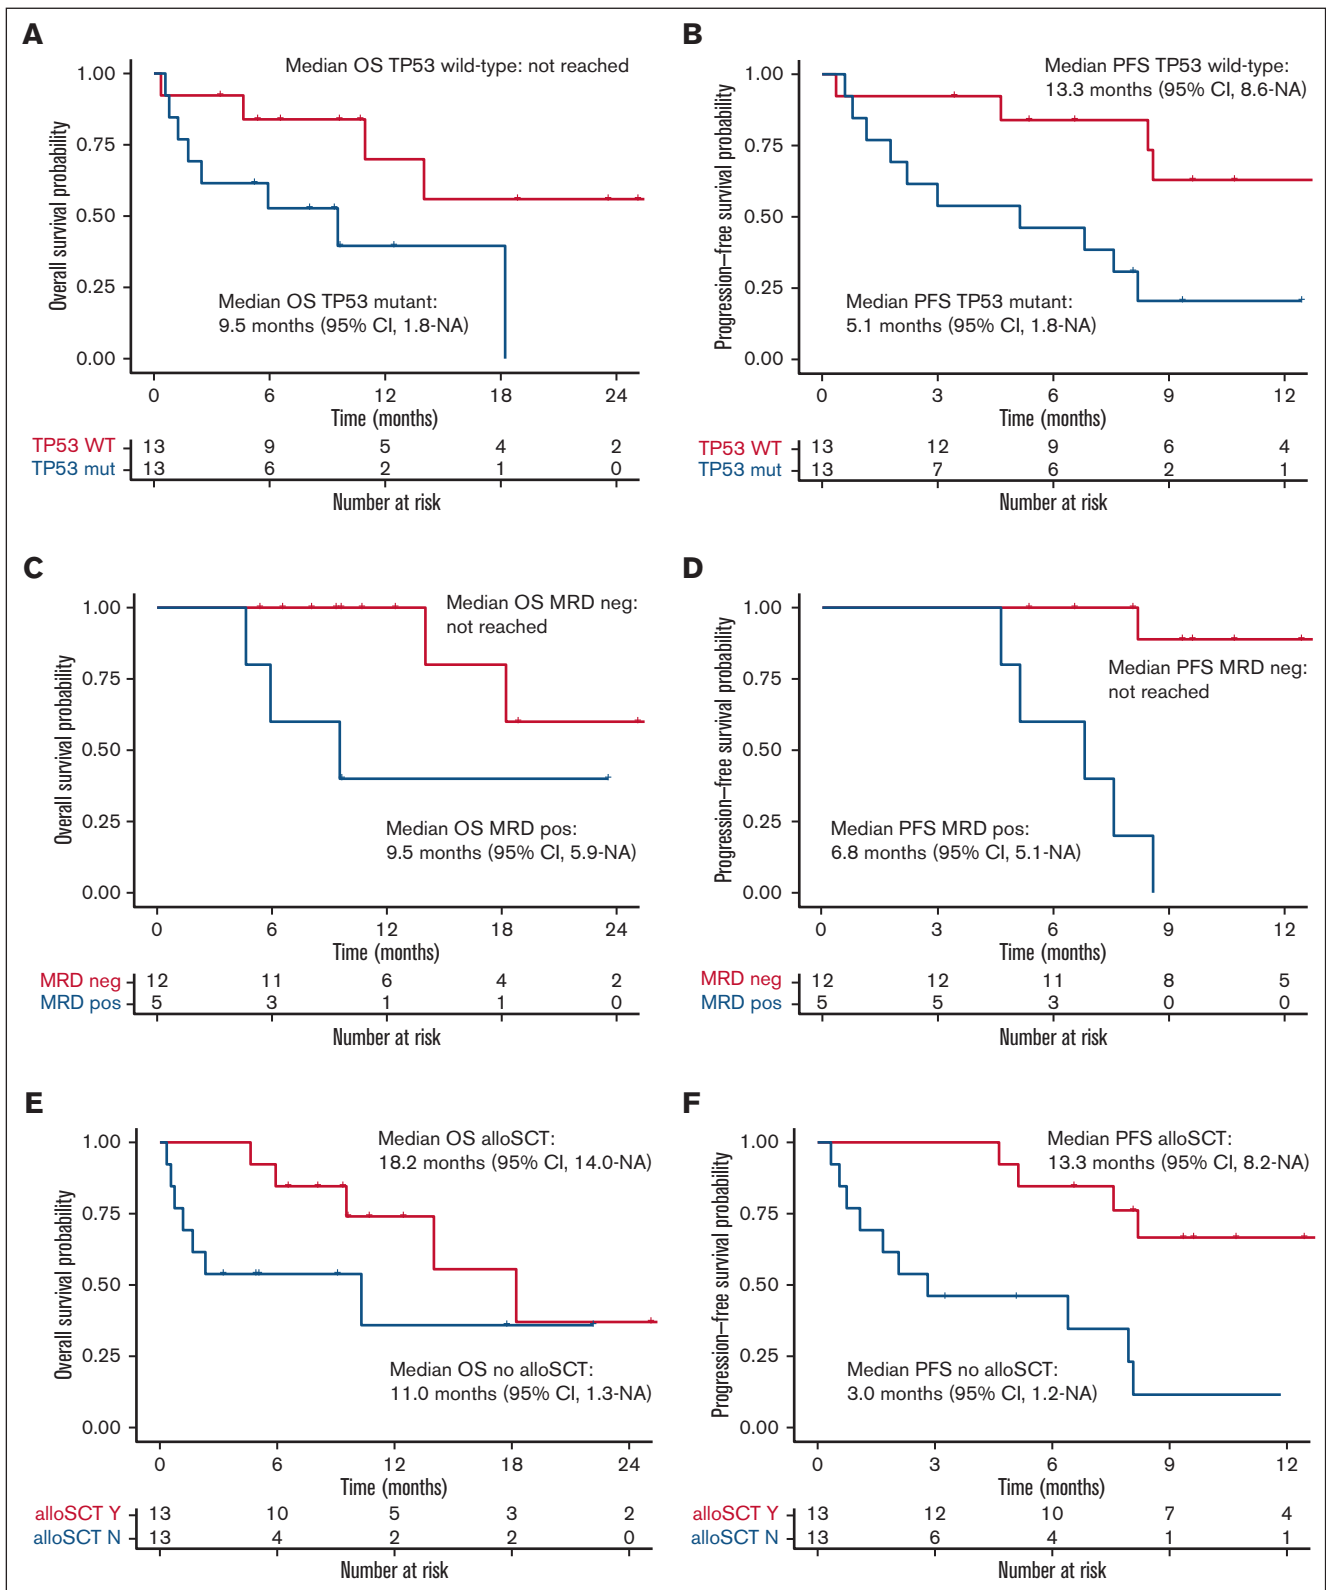 A
Median OS TP53 wild-type: not reached
Overall survival probability
1.00
0.75
0.50
0.25
0.00
Median OS TP53 mutant:
9.5 months (95% CI, 1.8-NA)
0 6 12 18 24
Time (months)
TP53 WT 13 9 5 4 2
TP53 mut 13 6 2 1 0
Number at risk
B
Median PFS TP53 wild-type:
13.3 months (95% CI, 8.6-NA)
Progression–free survival probability
1.00
0.75
0.50
0.25
0.00
Median PFS TP53 mutant:
5.1 months (95% CI, 1.8-NA)
0 3 6 9 12
Time (months)
TP53 WT 13 12 9 6 4
TP53 mut 13 7 6 2 1
Number at risk
C
Median OS MRD neg:
not reached
Overall survival probability
1.00
0.75
0.50
0.25
0.00
Median OS MRD pos:
9.5 months (95% CI, 5.9-NA)
0 6 12 18 24
Time (months)
MRD neg 12 11 6 4 2
MRD pos 5 3 1 1 0
Number at risk
D
Median PFS MRD neg:
not reached
Progression–free survival probability
1.00
0.75
0.50
0.25
0.00
Median PFS MRD pos:
6.8 months (95% CI, 5.1-NA)
0 3 6 9 12
Time (months)
MRD neg 12 12 11 8 5
MRD pos 5 5 3 0 0
Number at risk
E
Median OS alloSCT:
18.2 months (95% CI, 14.0-NA)
Overall survival probability
1.00
0.75
0.50
0.25
0.00
Median OS no alloSCT:
11.0 months (95% CI, 1.3-NA)
0 6 12 18 24
Time (months)
alloSCT Y 13 10 5 3 2
alloSCT N 13 4 2 2 0
Number at risk
F
Median PFS alloSCT:
13.3 months (95% CI, 8.2-NA)
Progression–free survival probability
1.00
0.75
0.50
0.25
0.00
Median PFS no alloSCT:
3.0 months (95% CI, 1.2-NA)
0 3 6 9 12
Time (months)
alloSCT Y 13 12 10 7 4
alloSCT N 13 6 4 1 1
Number at risk